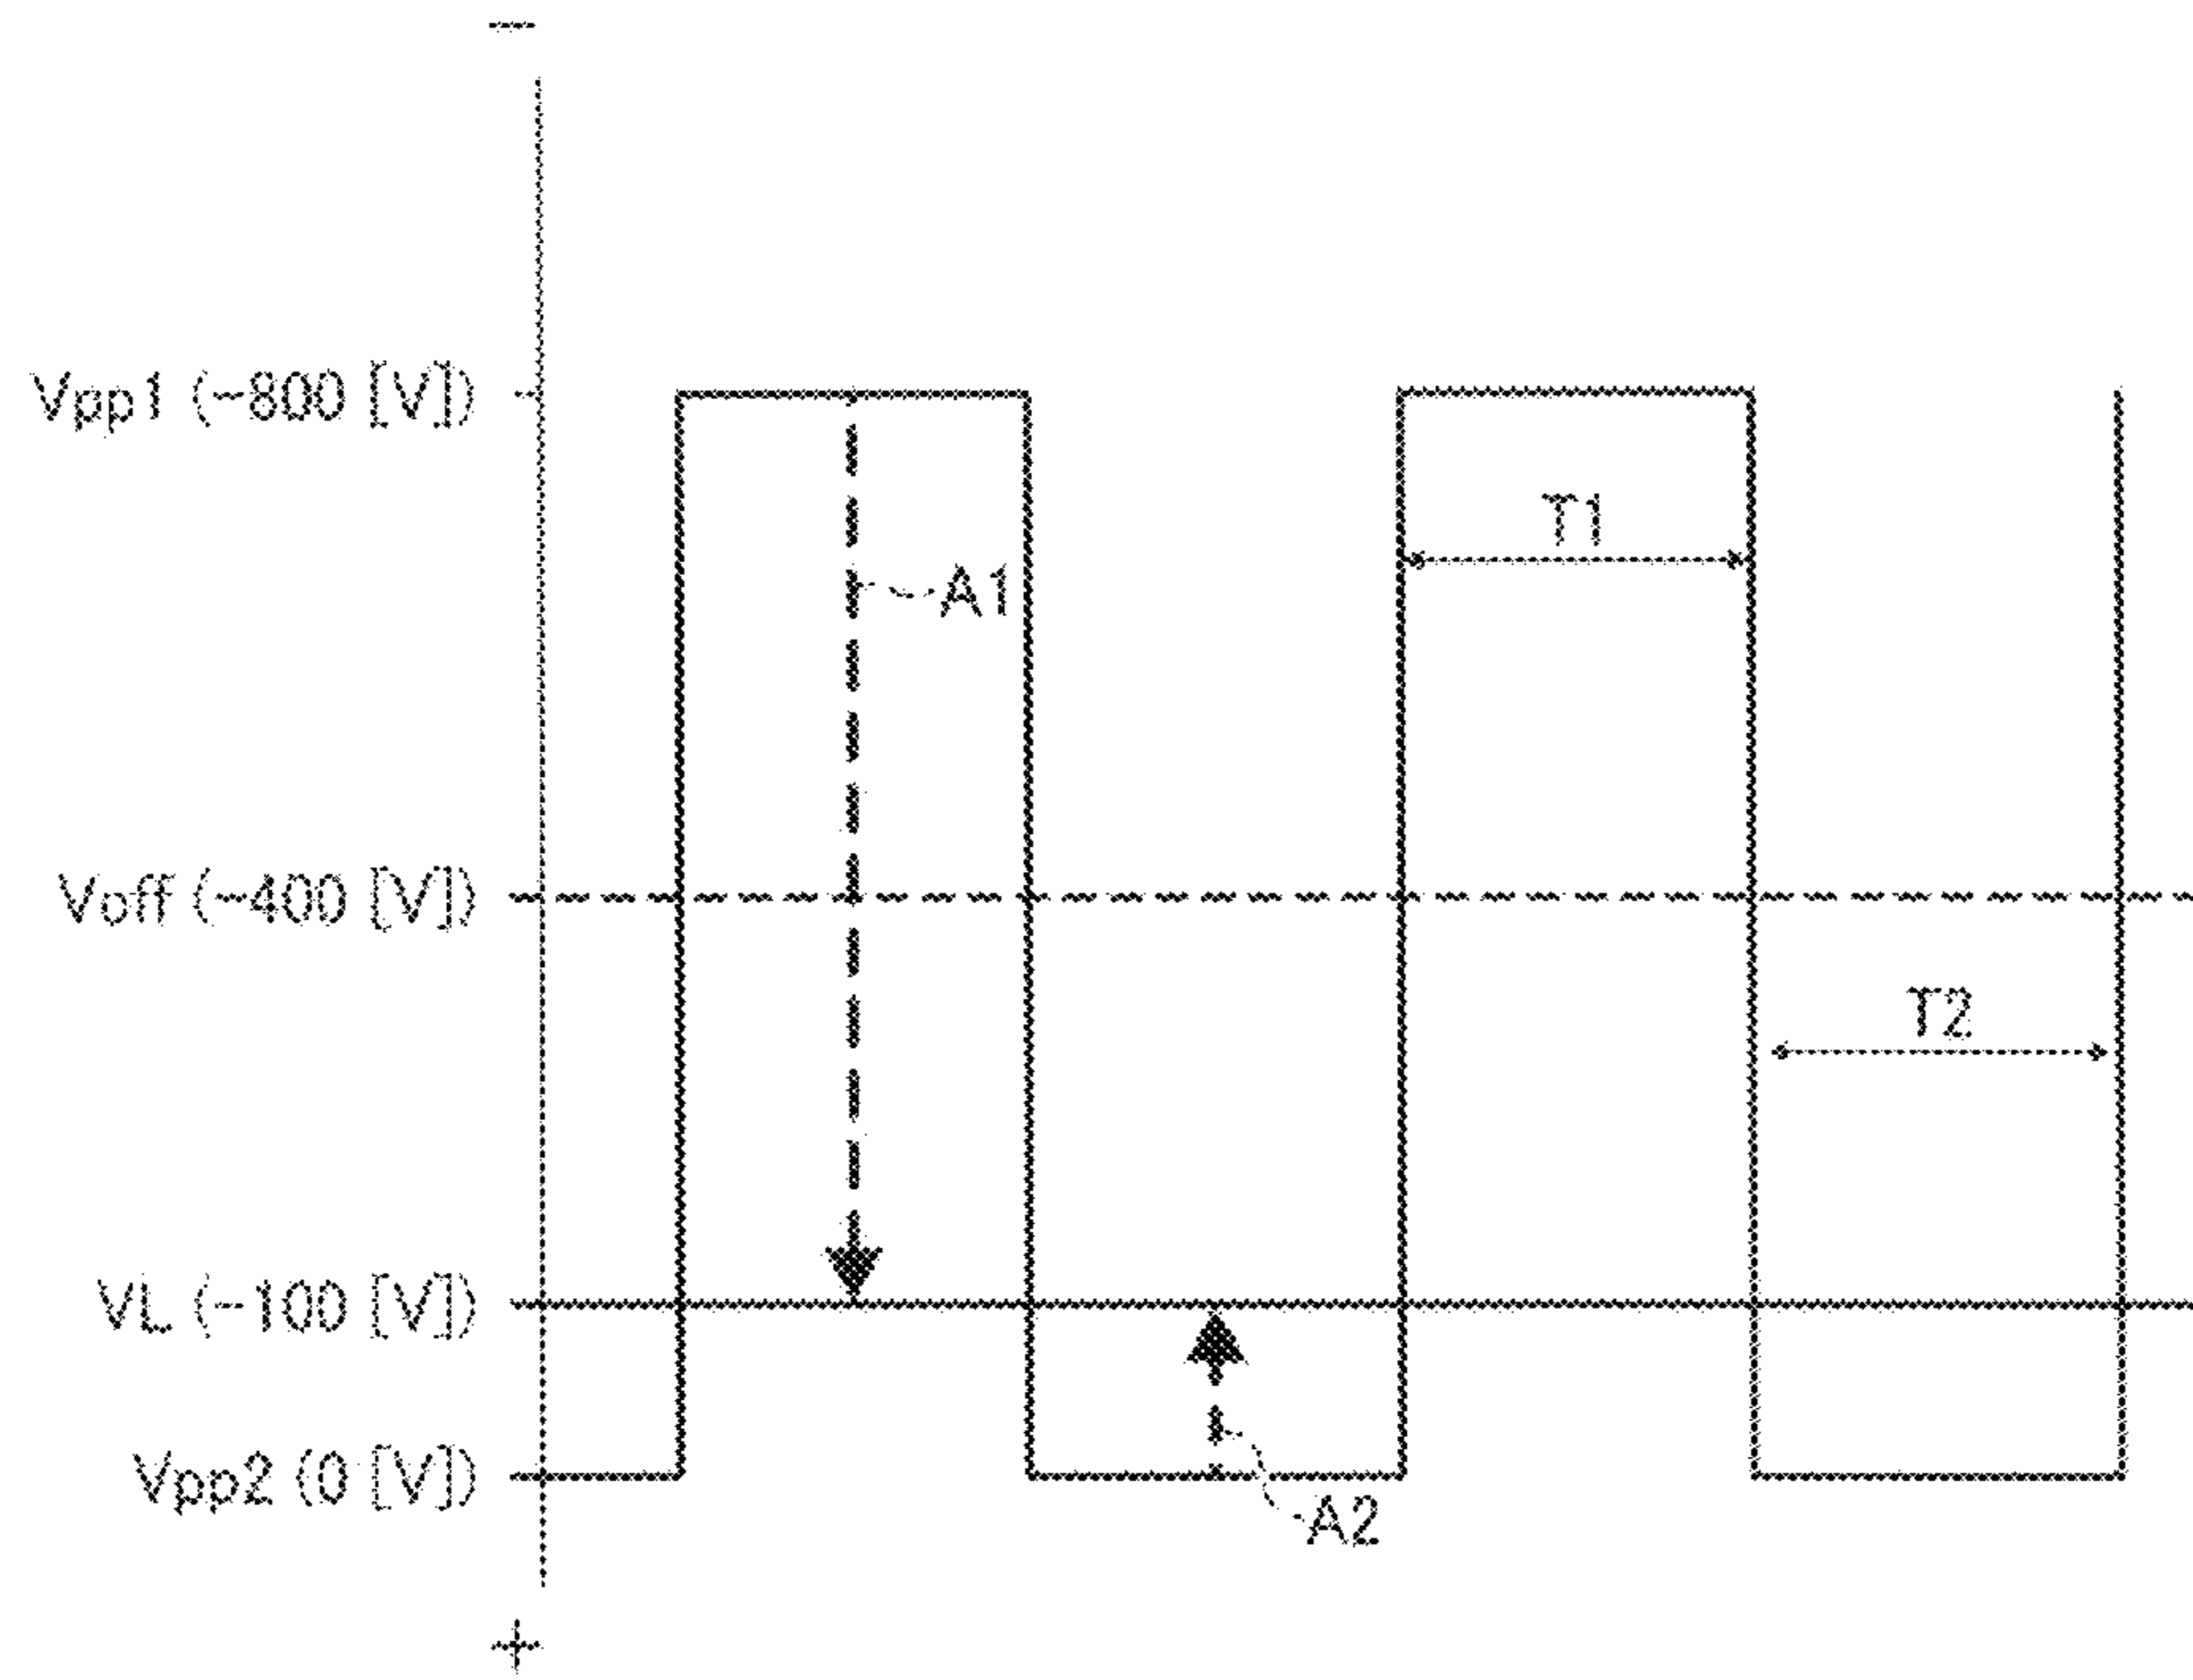 −
Vpp1 (−800 [V])
T1
A1
Voff (−400 [V])
T2
VL (−100 [V])
Vpp2 (0 [V])
A2
+